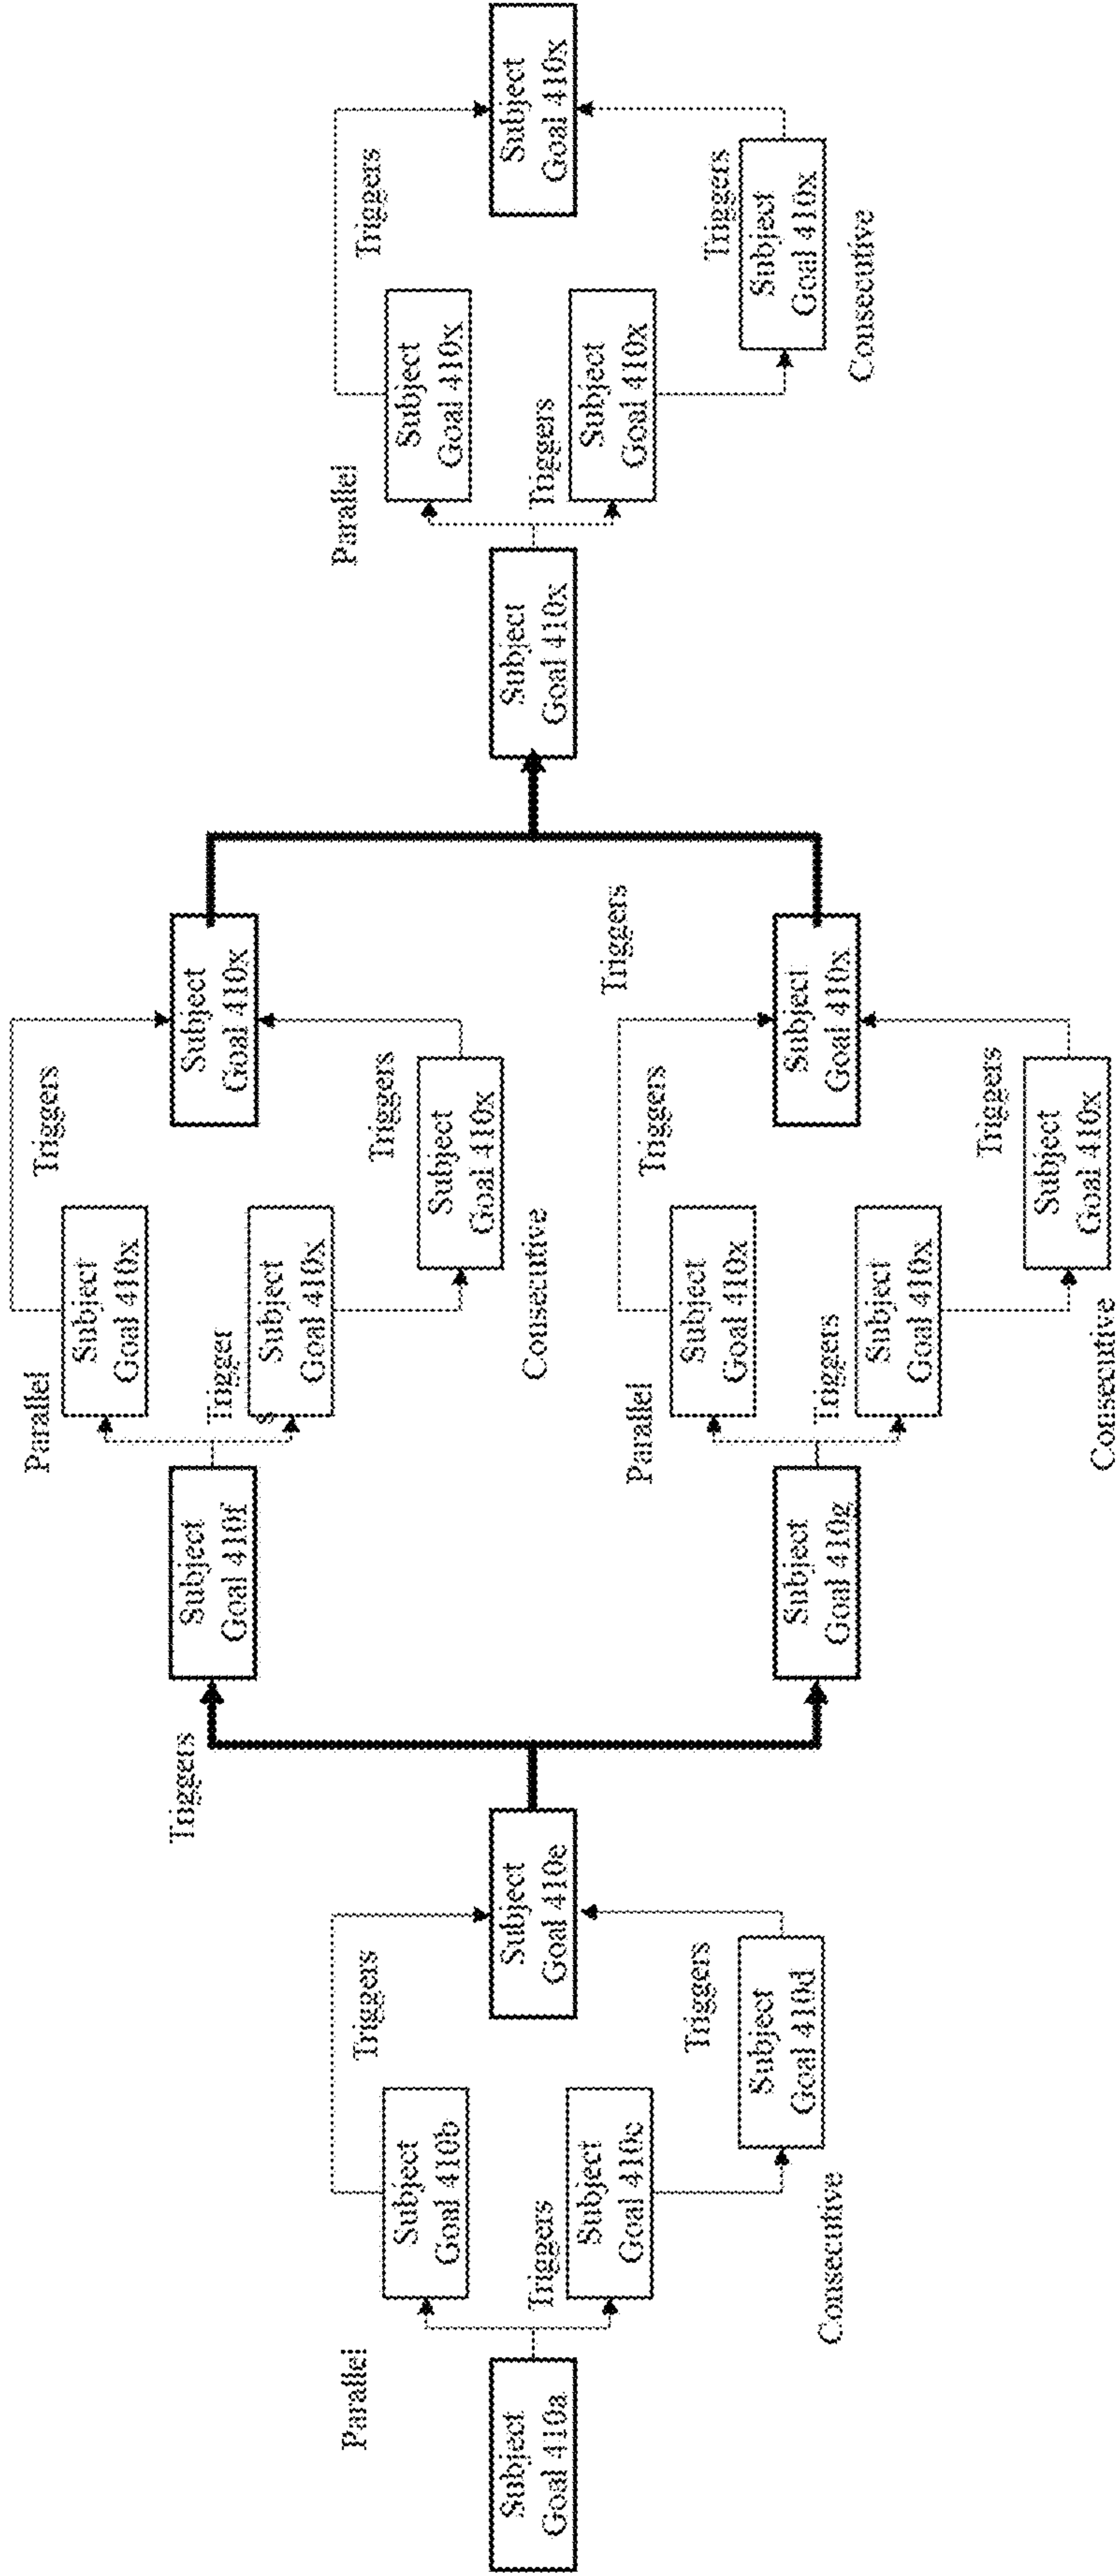 Subject
Goal 410a
Parallel
Triggers
Subject
Goal 410b
Subject
Goal 410c
Consecutive
Triggers
Triggers
Subject
Goal 410d
Subject
Goal 410e
Triggers
Subject
Goal 410f
Parallel
Trigger
s
Subject
Goal 410x
Subject
Goal 410x
Consecutive
Triggers
Triggers
Subject
Goal 410x
Subject
Goal 410x
Subject
Goal 410g
Parallel
Triggers
Subject
Goal 410x
Subject
Goal 410x
Consecutive
Triggers
Triggers
Subject
Goal 410x
Subject
Goal 410x
Triggers
Subject
Goal 410x
Parallel
Triggers
Subject
Goal 410x
Subject
Goal 410x
Consecutive
Triggers
Triggers
Subject
Goal 410x
Subject
Goal 410x